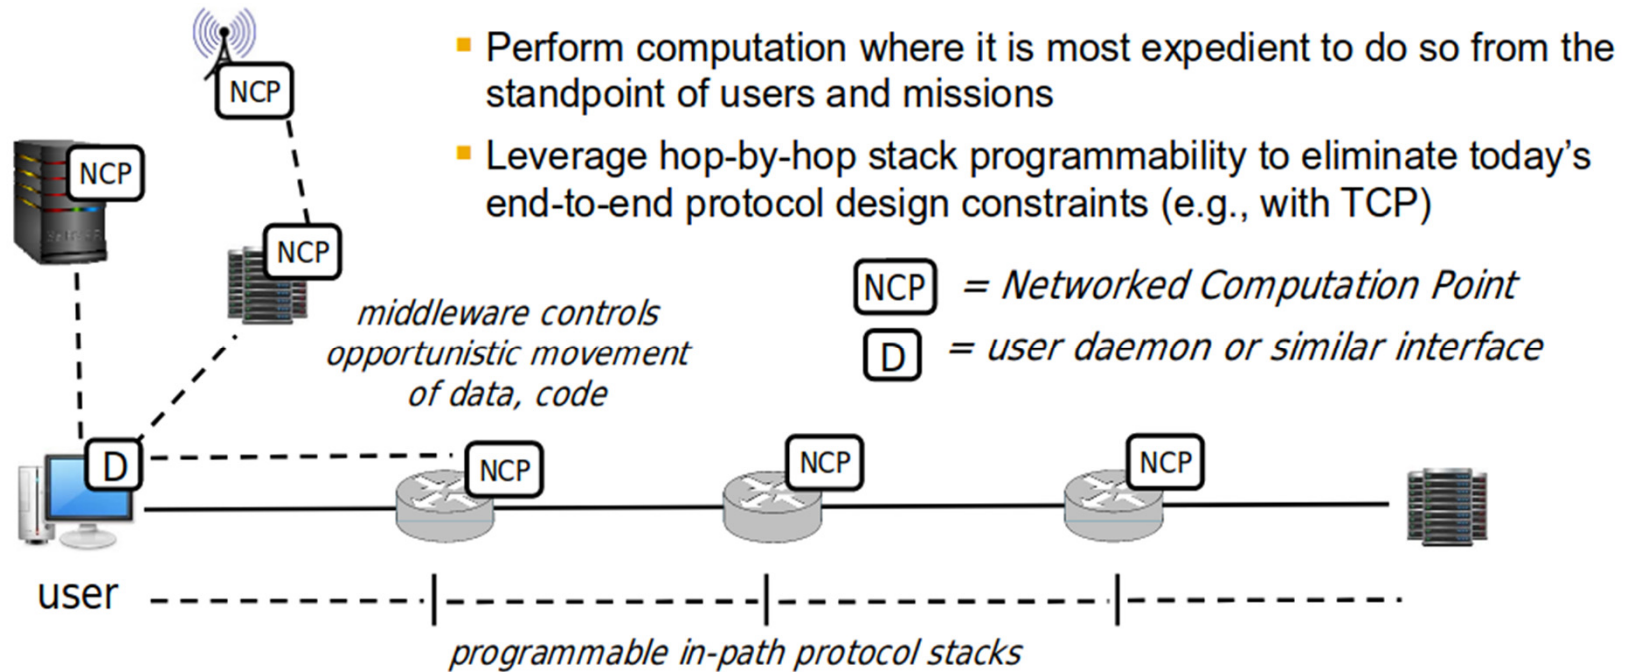 NCP
▪ Perform computation where it is most expedient to do so from the
standpoint of users and missions
▪ Leverage hop-by-hop stack programmability to eliminate today's
end-to-end protocol design constraints (e.g., with TCP)
NCP
NCP
NCP = Networked Computation Point
D = user daemon or similar interface
middleware controls
opportunistic movement
of data, code
D
NCP
NCP
NCP
user
programmable in-path protocol stacks